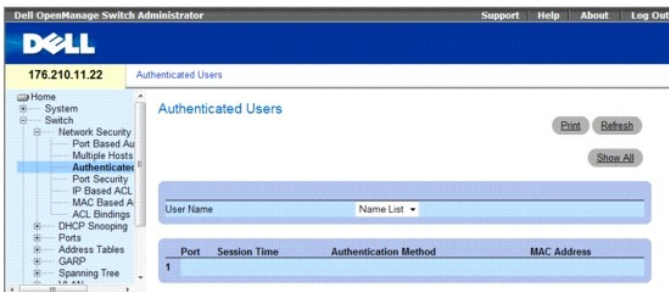 Dell OpenManage Switch Administrator
Support Help About Log Out
DELL
176.210.11.22
Authenticated Users
Home
System
Switch
Network Security
Port Based Au
Multiple Hosts
Authenticated
Port Security
IP Based ACL
MAC Based A
ACL Bindings
DHCP Snooping
Ports
Address Tables
GARP
Spanning Tree
VLAN
Authenticated Users
Print Refresh
Show All
User Name Name List
Port Session Time Authentication Method MAC Address
1